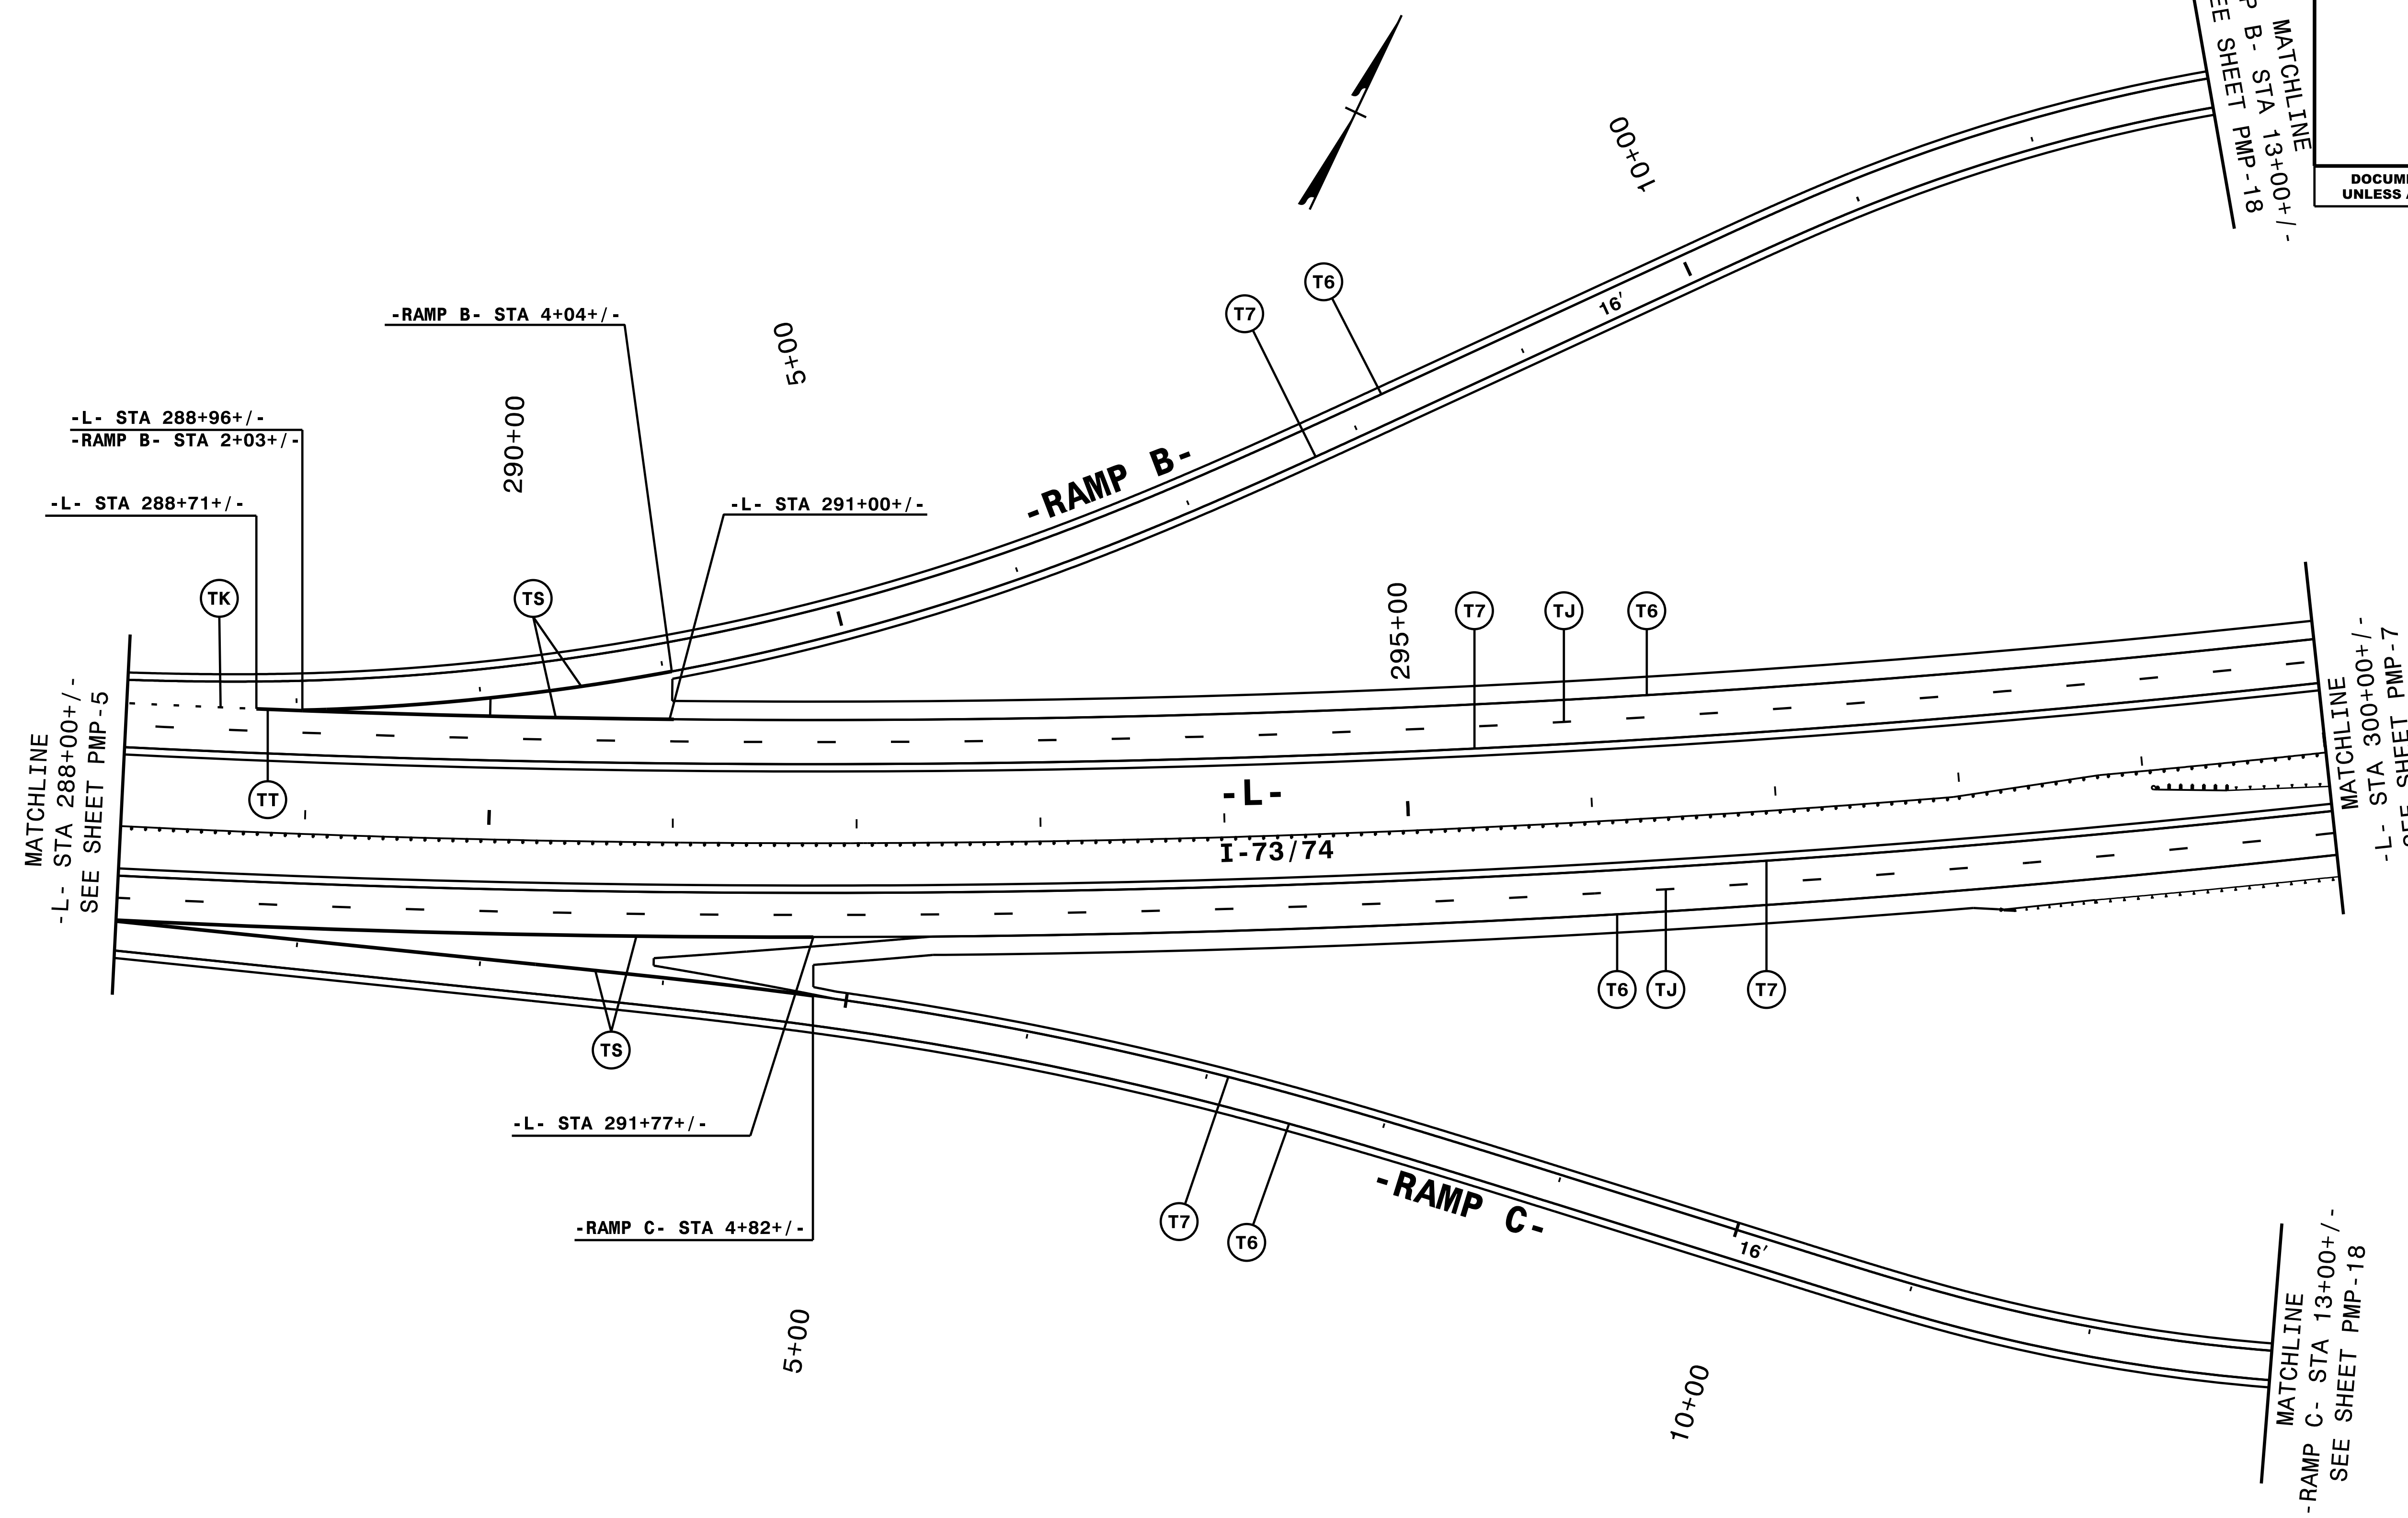 MATCHLINE
P B- STA 13+00+/-
SEE SHEET PMP-18
DOCUM
UNLESS A
10+00
16'
T6
T7
-RAMP B- STA 4+04+/-
5+00
-L- STA 288+96+/-
-RAMP B- STA 2+03+/-
290+00
-RAMP B-
-L- STA 288+71+/-
-L- STA 291+00+/-
TK
TS
295+00
T7
TJ
T6
MATCHLINE
-L- STA 288+00+/-
SEE SHEET PMP-5
TT
-L-
I-73/74
MATCHLINE
-L- STA 300+00+/-
SEE SHEET PMP-7
T6
TJ
T7
TS
-L- STA 291+77+/-
-RAMP C- STA 4+82+/-
T7
T6
-RAMP C-
16'
5+00
10+00
MATCHLINE
-RAMP C- STA 13+00+/-
SEE SHEET PMP-18